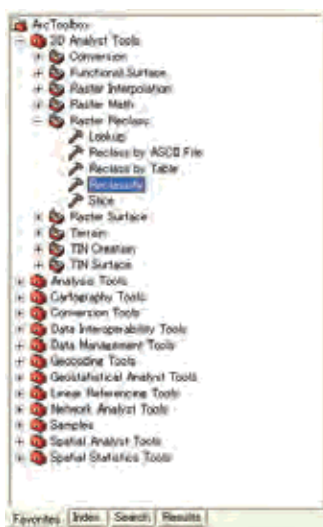 ArcToolbox
3D Analyst Tools
Conversion
Functional Surface
Raster Interpolation
Raster Math
Raster Reclass
Lookup
Reclass by ASCII File
Reclass by Table
Reclassify
Slice
Raster Surface
Terrain
TIN Creation
TIN Surface
Analysis Tools
Cartography Tools
Conversion Tools
Data Interoperability Tools
Data Management Tools
Geocoding Tools
Geostatistical Analyst Tools
Linear Referencing Tools
Network Analyst Tools
Samples
Spatial Analyst Tools
Spatial Statistics Tools
Favorites Index Search Results